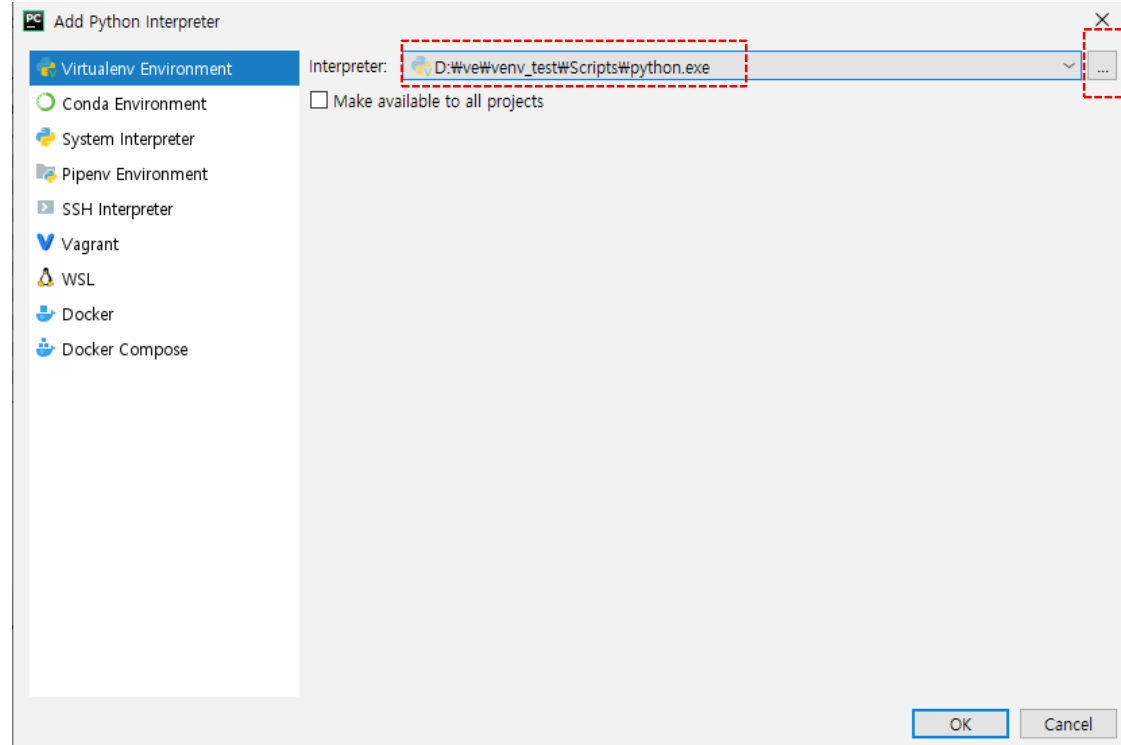 PC Add Python Interpreter
Virtualenv Environment
Interpreter: D:₩ve₩venv_test₩Scripts₩python.exe ...
Make available to all projects
Conda Environment
System Interpreter
Pipenv Environment
SSH Interpreter
Vagrant
WSL
Docker
Docker Compose
OK Cancel